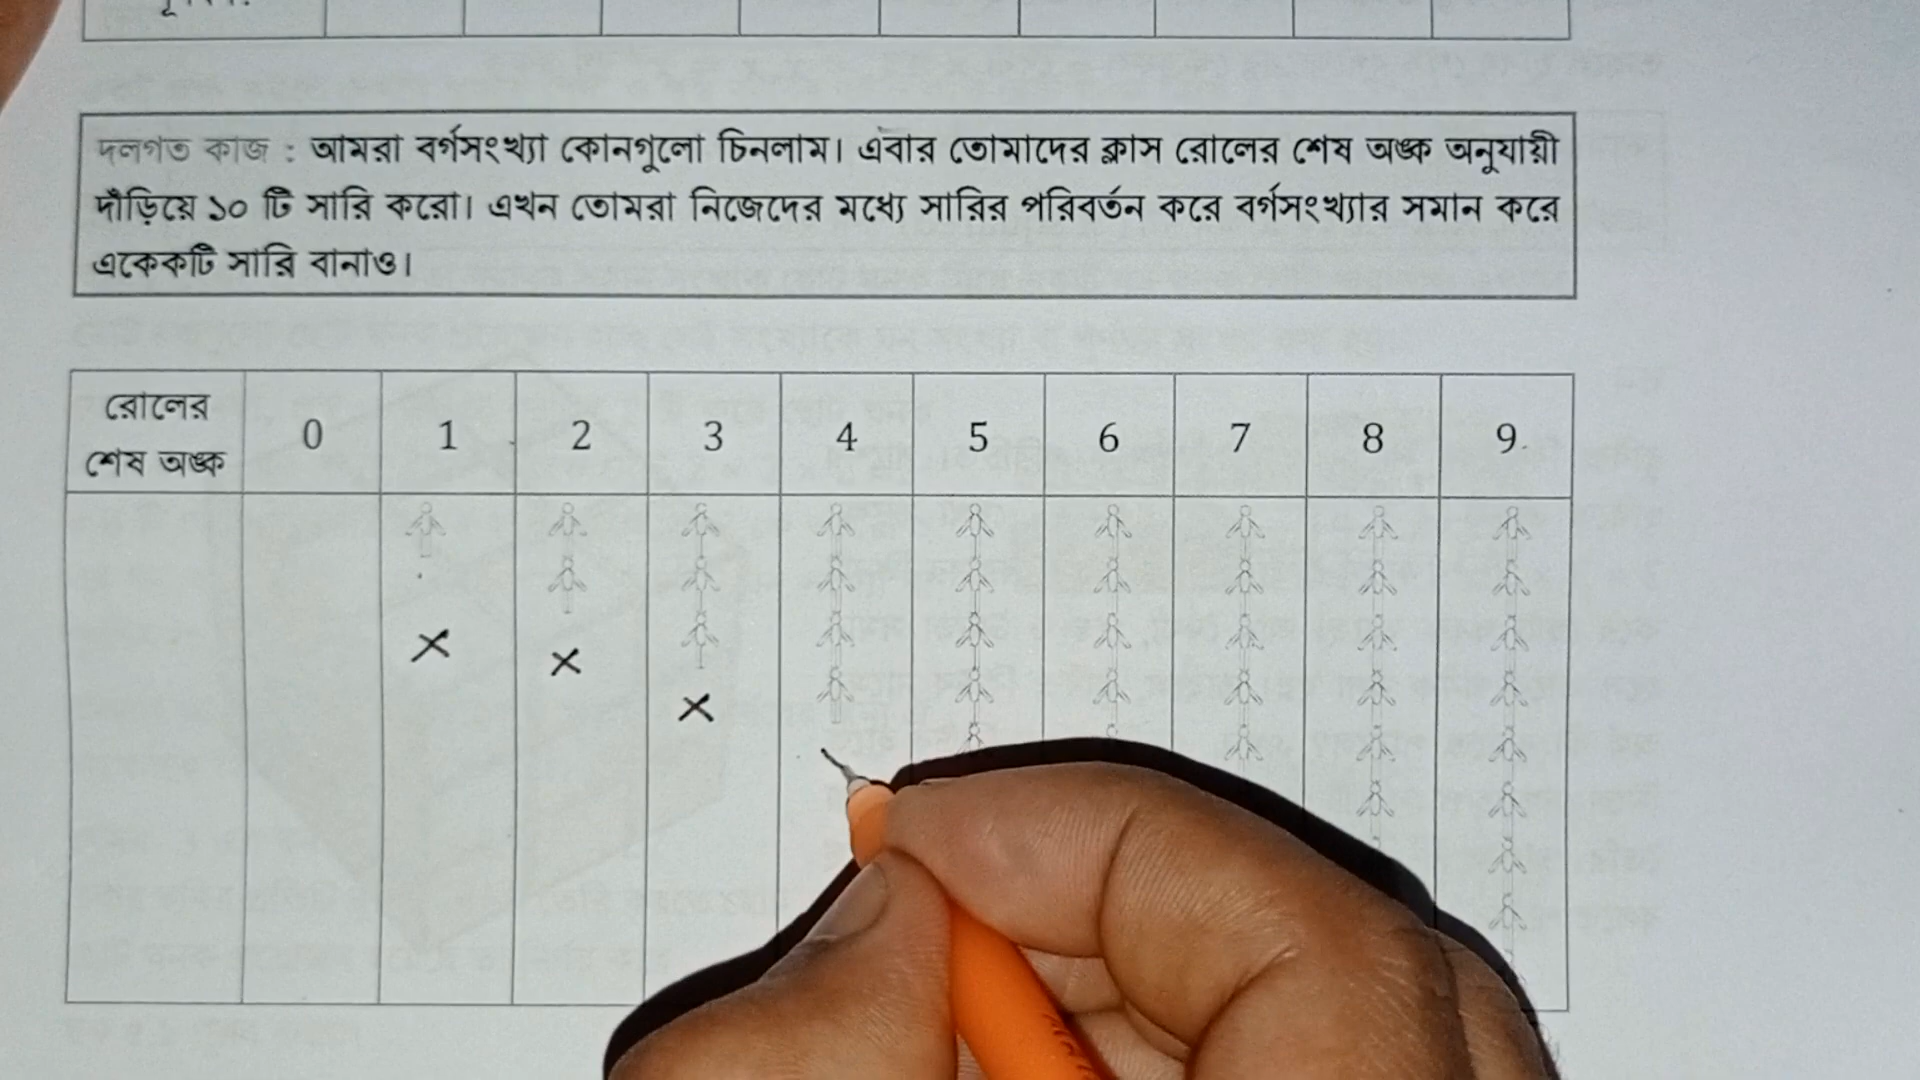 দলগত কাজ : আমরা বর্গসংখ্যা কোনগুলো চিনলাম। এবার তোমাদের ক্লাস রোলের শেষ অঙ্ক অনুযায়ী
দাঁড়িয়ে ১০ টি সারি করো। এখন তোমরা নিজেদের মধ্যে সারির পরিবর্তন করে বর্গসংখ্যার সমান করে
একেকটি সারি বানাও।
রোলের
শেষ অঙ্ক 0 1 2 3 4 5 6 7 8 9
X X X